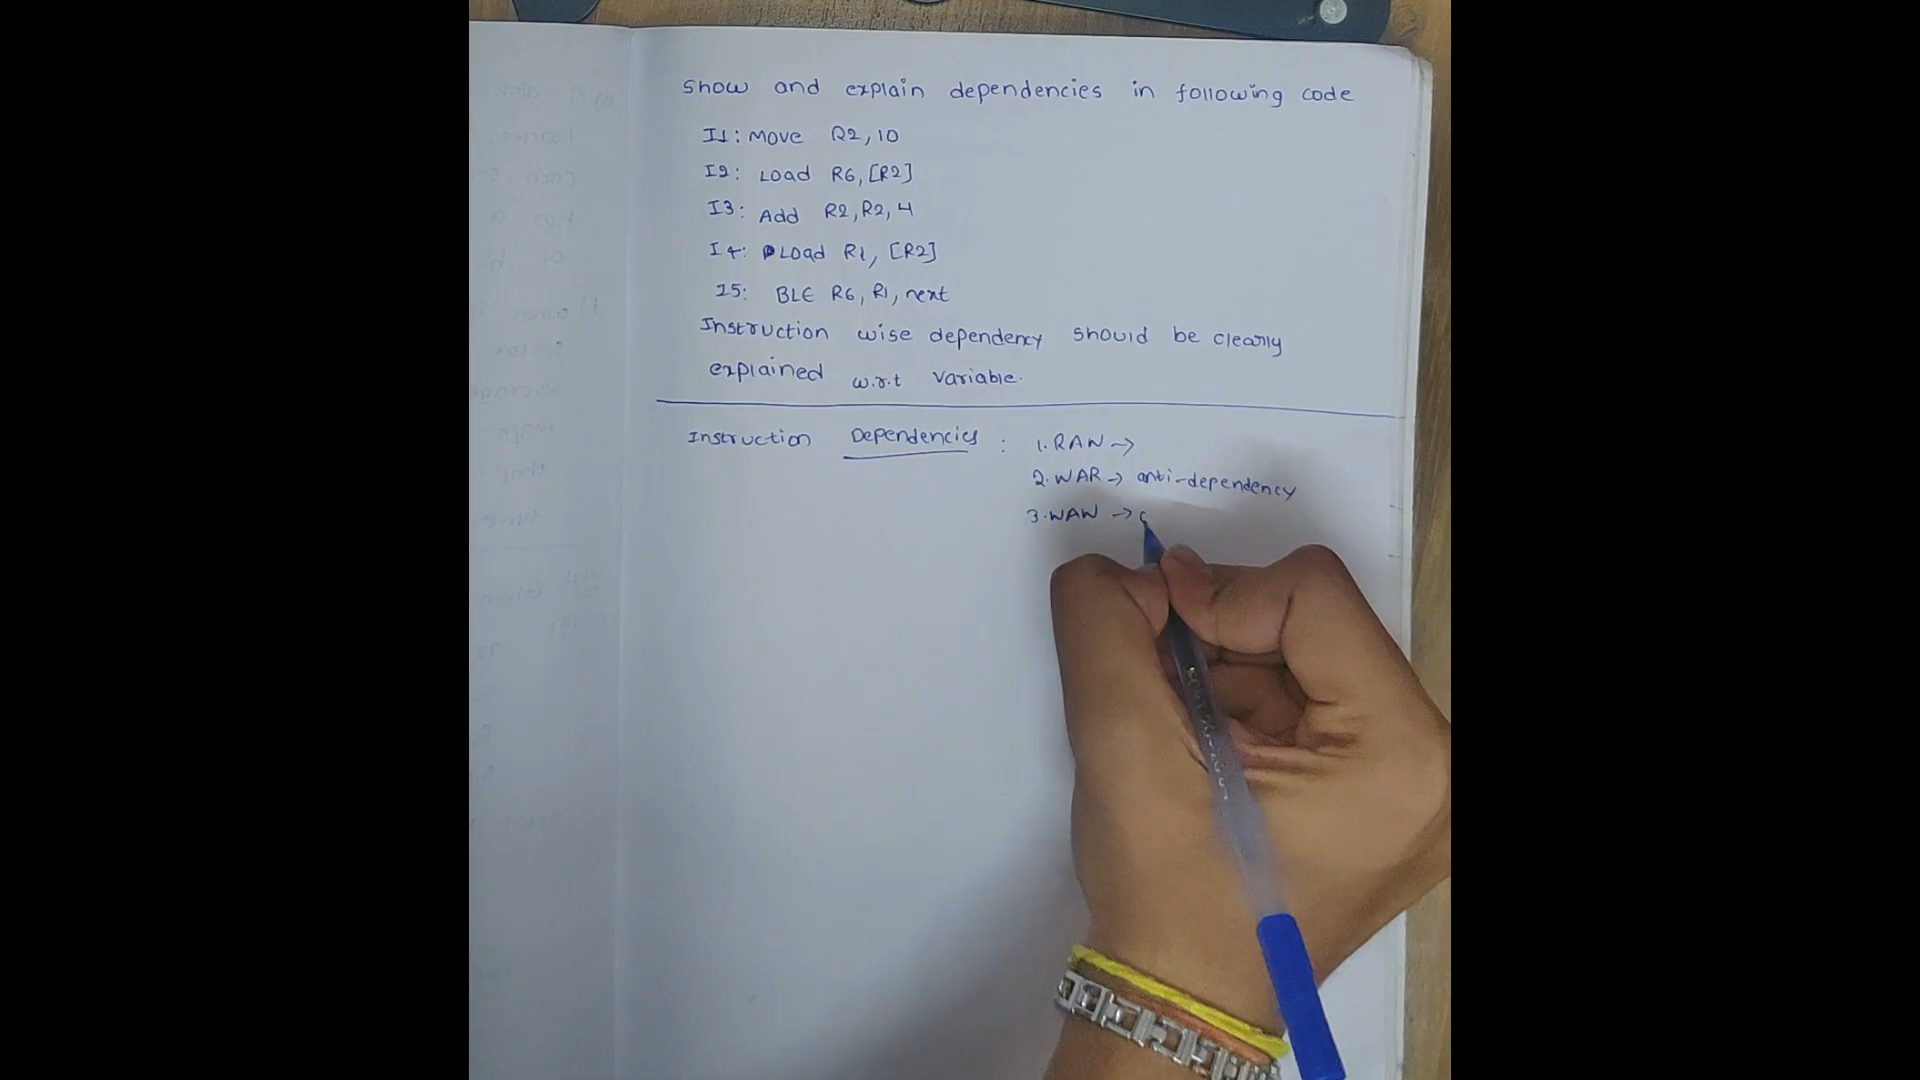 Show and explain dependencies in following code
I1: Move R2, 10
I2: Load R6, [R2]
I3: Add R2, R2, 4
I4: Load R1, [R2]
I5: BLE R6, R1, next
Instruction wise dependency should be clearly
explained w.r.t variable.
Instruction Dependencies : 1. RAW →
2. WAR → anti-dependency
3. WAW →